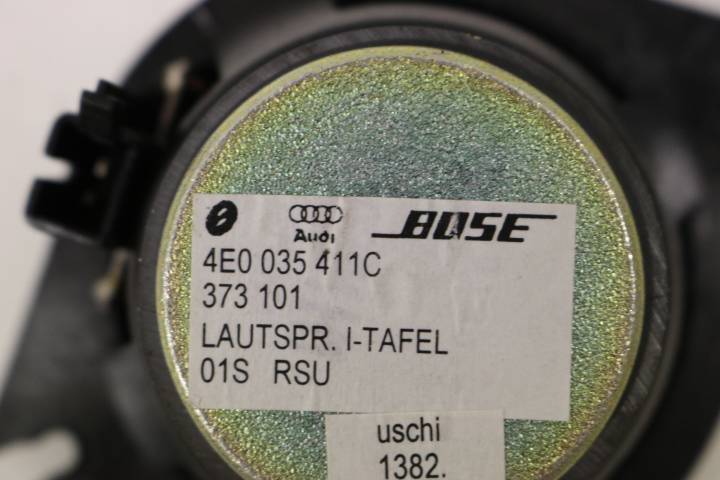 Audi BOSE
4E0 035 411C
373 101
LAUTSPR. I-TAFEL
01S RSU
uschi
1382.